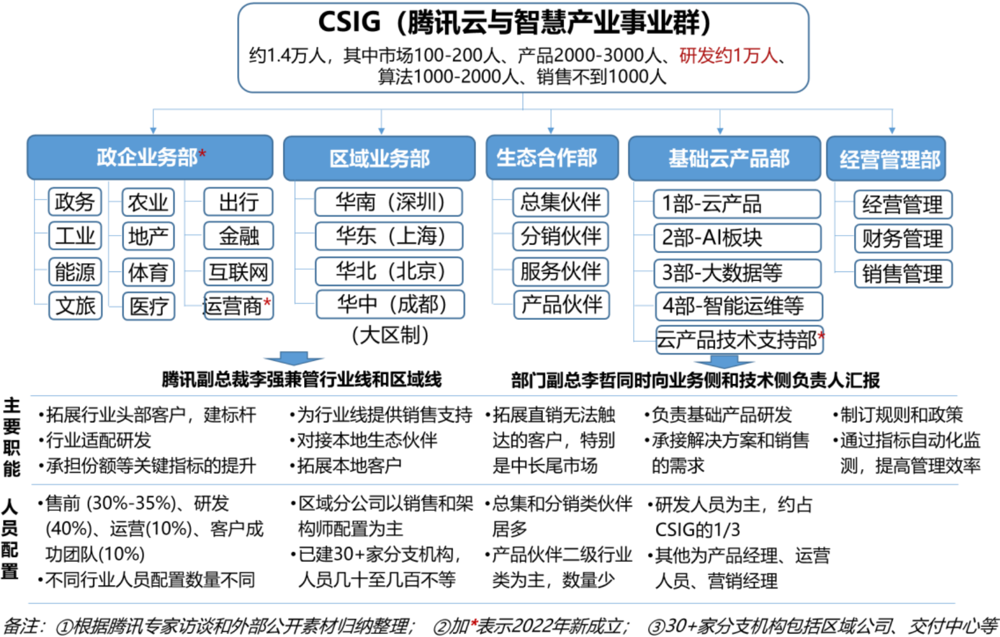 CSIG（腾讯云与智慧产业事业群）
约1.4万人，其中市场100-200人、产品2000-3000人、研发约1万人、
算法1000-2000人、销售不到1000人
政企业务部*
区域业务部
生态合作部
基础云产品部
经营管理部
政务
农业
出行
工业
地产
金融
能源
体育
互联网
文旅
医疗
运营商*
华南（深圳）
华东（上海）
华北（北京）
华中（成都）
（大区制）
总集伙伴
分销伙伴
服务伙伴
产品伙伴
1部-云产品
2部-AI板块
3部-大数据等
4部-智能运维等
云产品技术支持部*
经营管理
财务管理
销售管理
腾讯副总裁李强兼管行业线和区域线
部门副总李哲同时向业务侧和技术侧负责人汇报
主要职能
•拓展行业头部客户，建标杆
•行业适配研发
•承担份额等关键指标的提升
•为行业线提供销售支持
•对接本地生态伙伴
•拓展本地客户
•拓展直销无法触
达的客户，特别
是中长尾市场
•负责基础产品研发
•承接解决方案和销售
的需求
•制订规则和政策
•通过指标自动化监
测，提高管理效率
人员配置
•售前 (30%-35%)、研发
(40%)、运营(10%)、客户成
功团队(10%)
•不同行业人员配置数量不同
•区域分公司以销售和架
构师配置为主
•已建30+家分支机构，
人员几十至几百不等
•总集和分销类伙伴
居多
•产品伙伴二级行业
类为主，数量少
•研发人员为主，约占
CSIG的1/3
•其他为产品经理、运营
人员、营销经理
备注：①根据腾讯专家访谈和外部公开素材归纳整理； ②加*表示2022年新成立； ③30+家分支机构包括区域公司、交付中心等